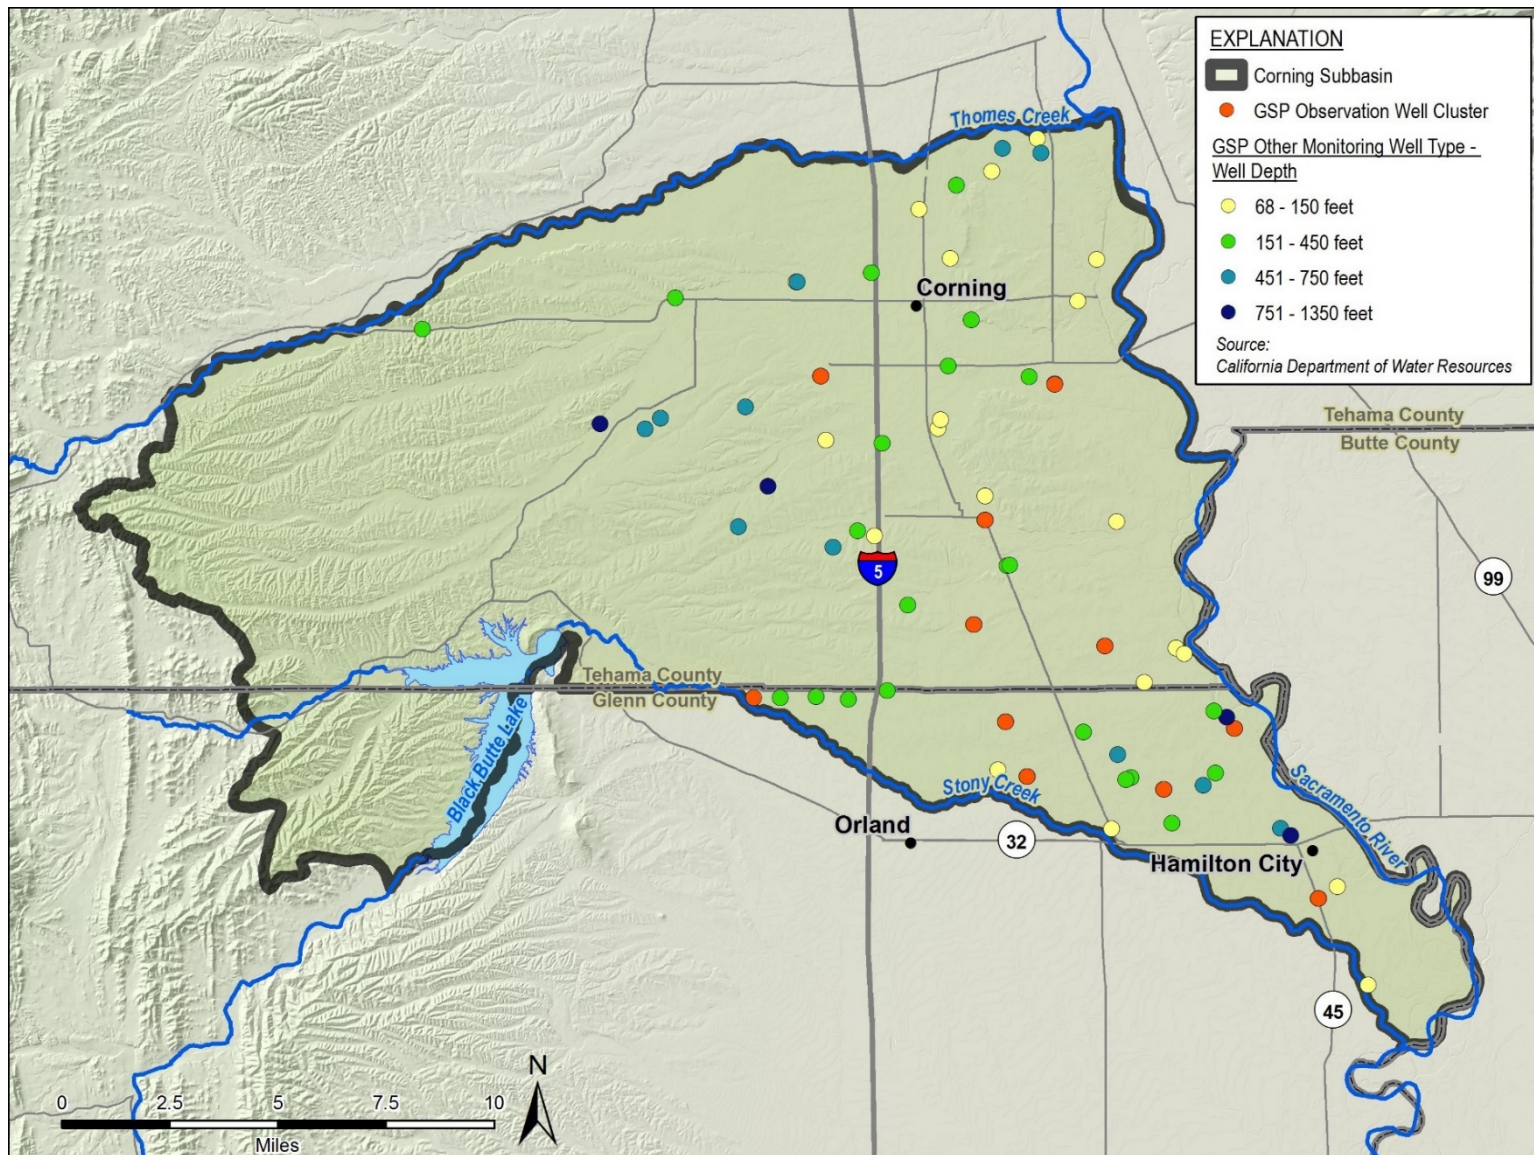 EXPLANATION
Corning Subbasin
GSP Observation Well Cluster
GSP Other Monitoring Well Type -
Well Depth
68 - 150 feet
151 - 450 feet
451 - 750 feet
751 - 1350 feet
Source:
California Department of Water Resources
Thomes Creek
Corning
Tehama County
Butte County
5
99
Tehama County
Glenn County
Black Butte Lake
Stony Creek
Sacramento River
Orland
32
Hamilton City
45
N
0 2.5 5 7.5 10
Miles